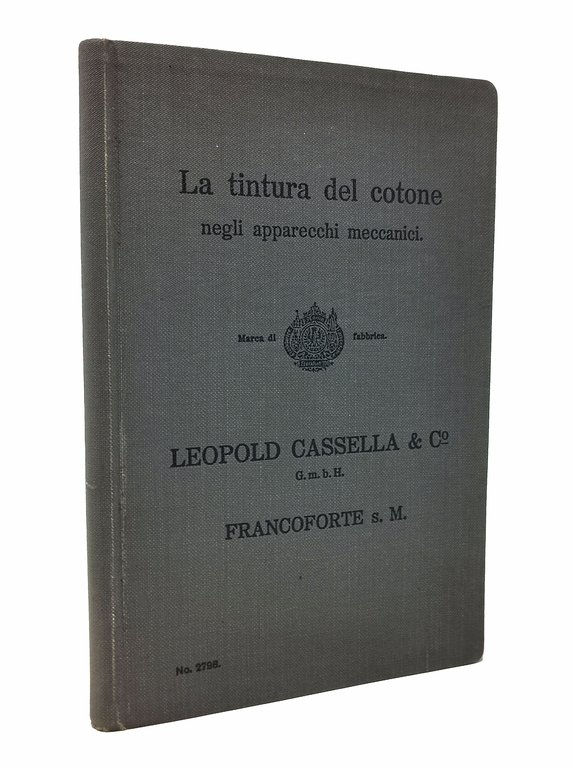 La tintura del cotone
negli apparecchi meccanici.
Marca di fabbrica.
LEOPOLD CASSELLA & Cº
G. m. b. H.
FRANCOFORTE s. M.
No. 2798.